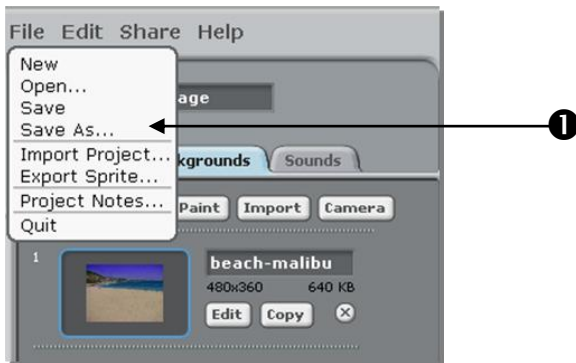 File Edit Share Help
New
Open...
Save
Save As...
Import Project...
Export Sprite...
Project Notes...
Quit
age
1
kgrounds Sounds
Paint Import Camera
1
beach-malibu
480x360 640 KB
Edit Copy